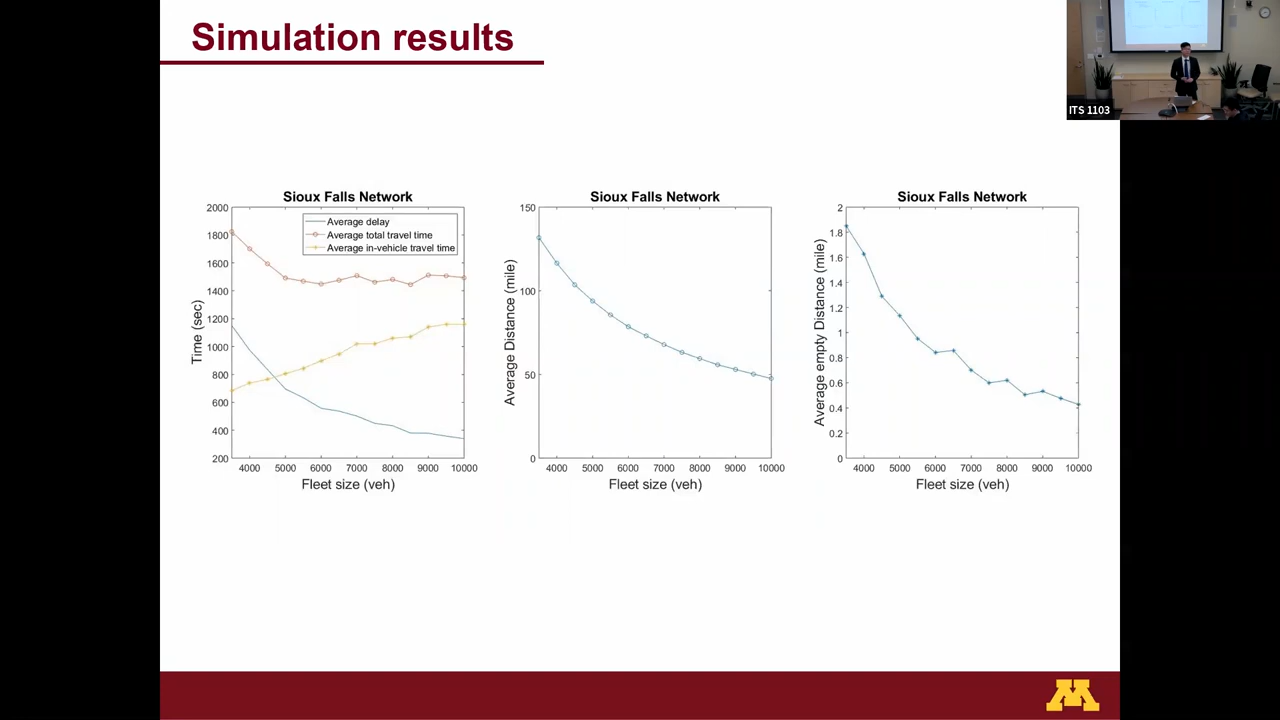 Simulation results
ITS 1103
Sioux Falls Network
2000
1800
1600
1400
1200
1000
800
600
400
200
Time (sec)
Average delay
Average total travel time
Average in-vehicle travel time
4000 5000 6000 7000 8000 9000 10000
Fleet size (veh)
Sioux Falls Network
150
100
50
0
Average Distance (mile)
4000 5000 6000 7000 8000 9000 10000
Fleet size (veh)
Sioux Falls Network
2
1.8
1.6
1.4
1.2
1
0.8
0.6
0.4
0.2
0
Average empty Distance (mile)
4000 5000 6000 7000 8000 9000 10000
Fleet size (veh)
M